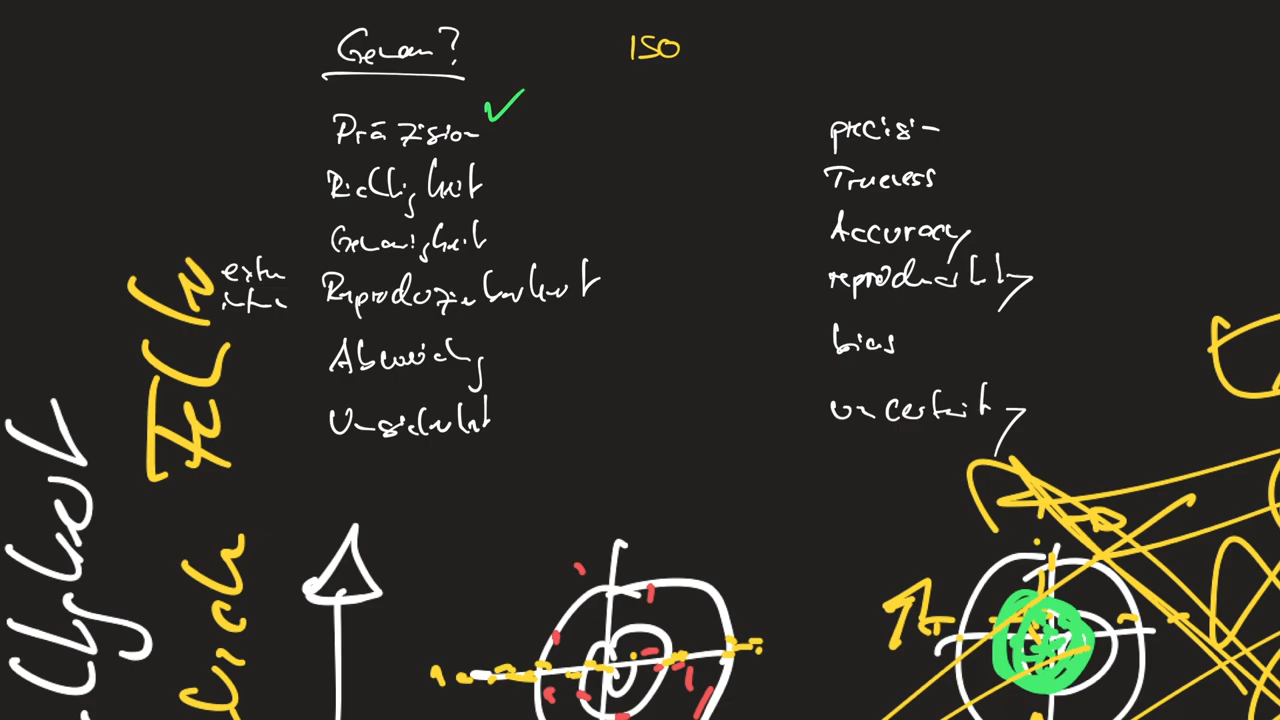 Genau?
ISO
Präzision
precision
Richtigkeit
Trueness
Genauigkeit
Accuracy
Reproduzierbarkeit
reproducibility
Abweichung
bias
Unsicherheit
uncertainty